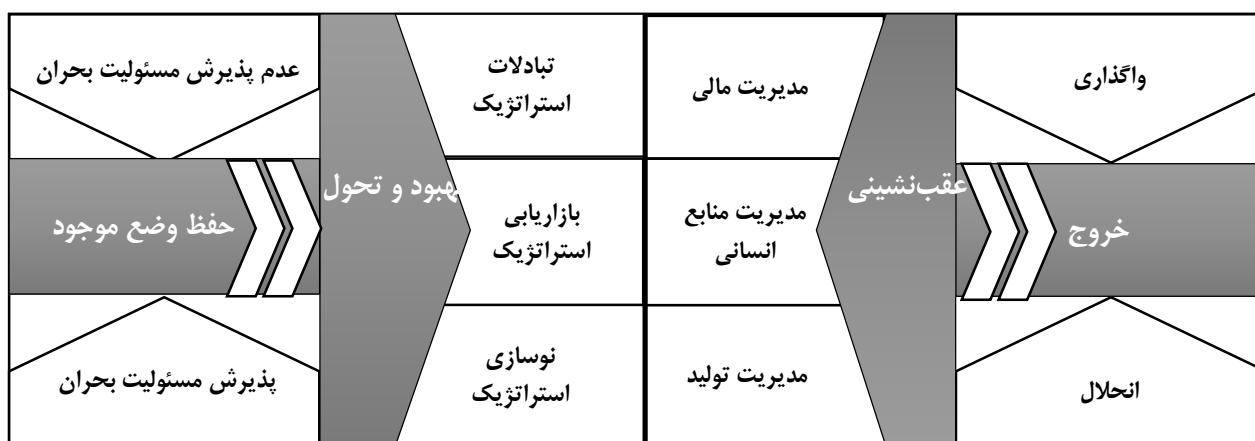 عدم پذیرش مسئولیت بحران
حفظ وضع موجود
پذیرش مسئولیت بحران
بهبود و تحول
تبادلات
استراتژیک
بازاریابی
استراتژیک
نوسازی
استراتژیک
مدیریت مالی
مدیریت منابع
انسانی
مدیریت تولید
عقب‌نشینی
واگذاری
خروج
انحلال